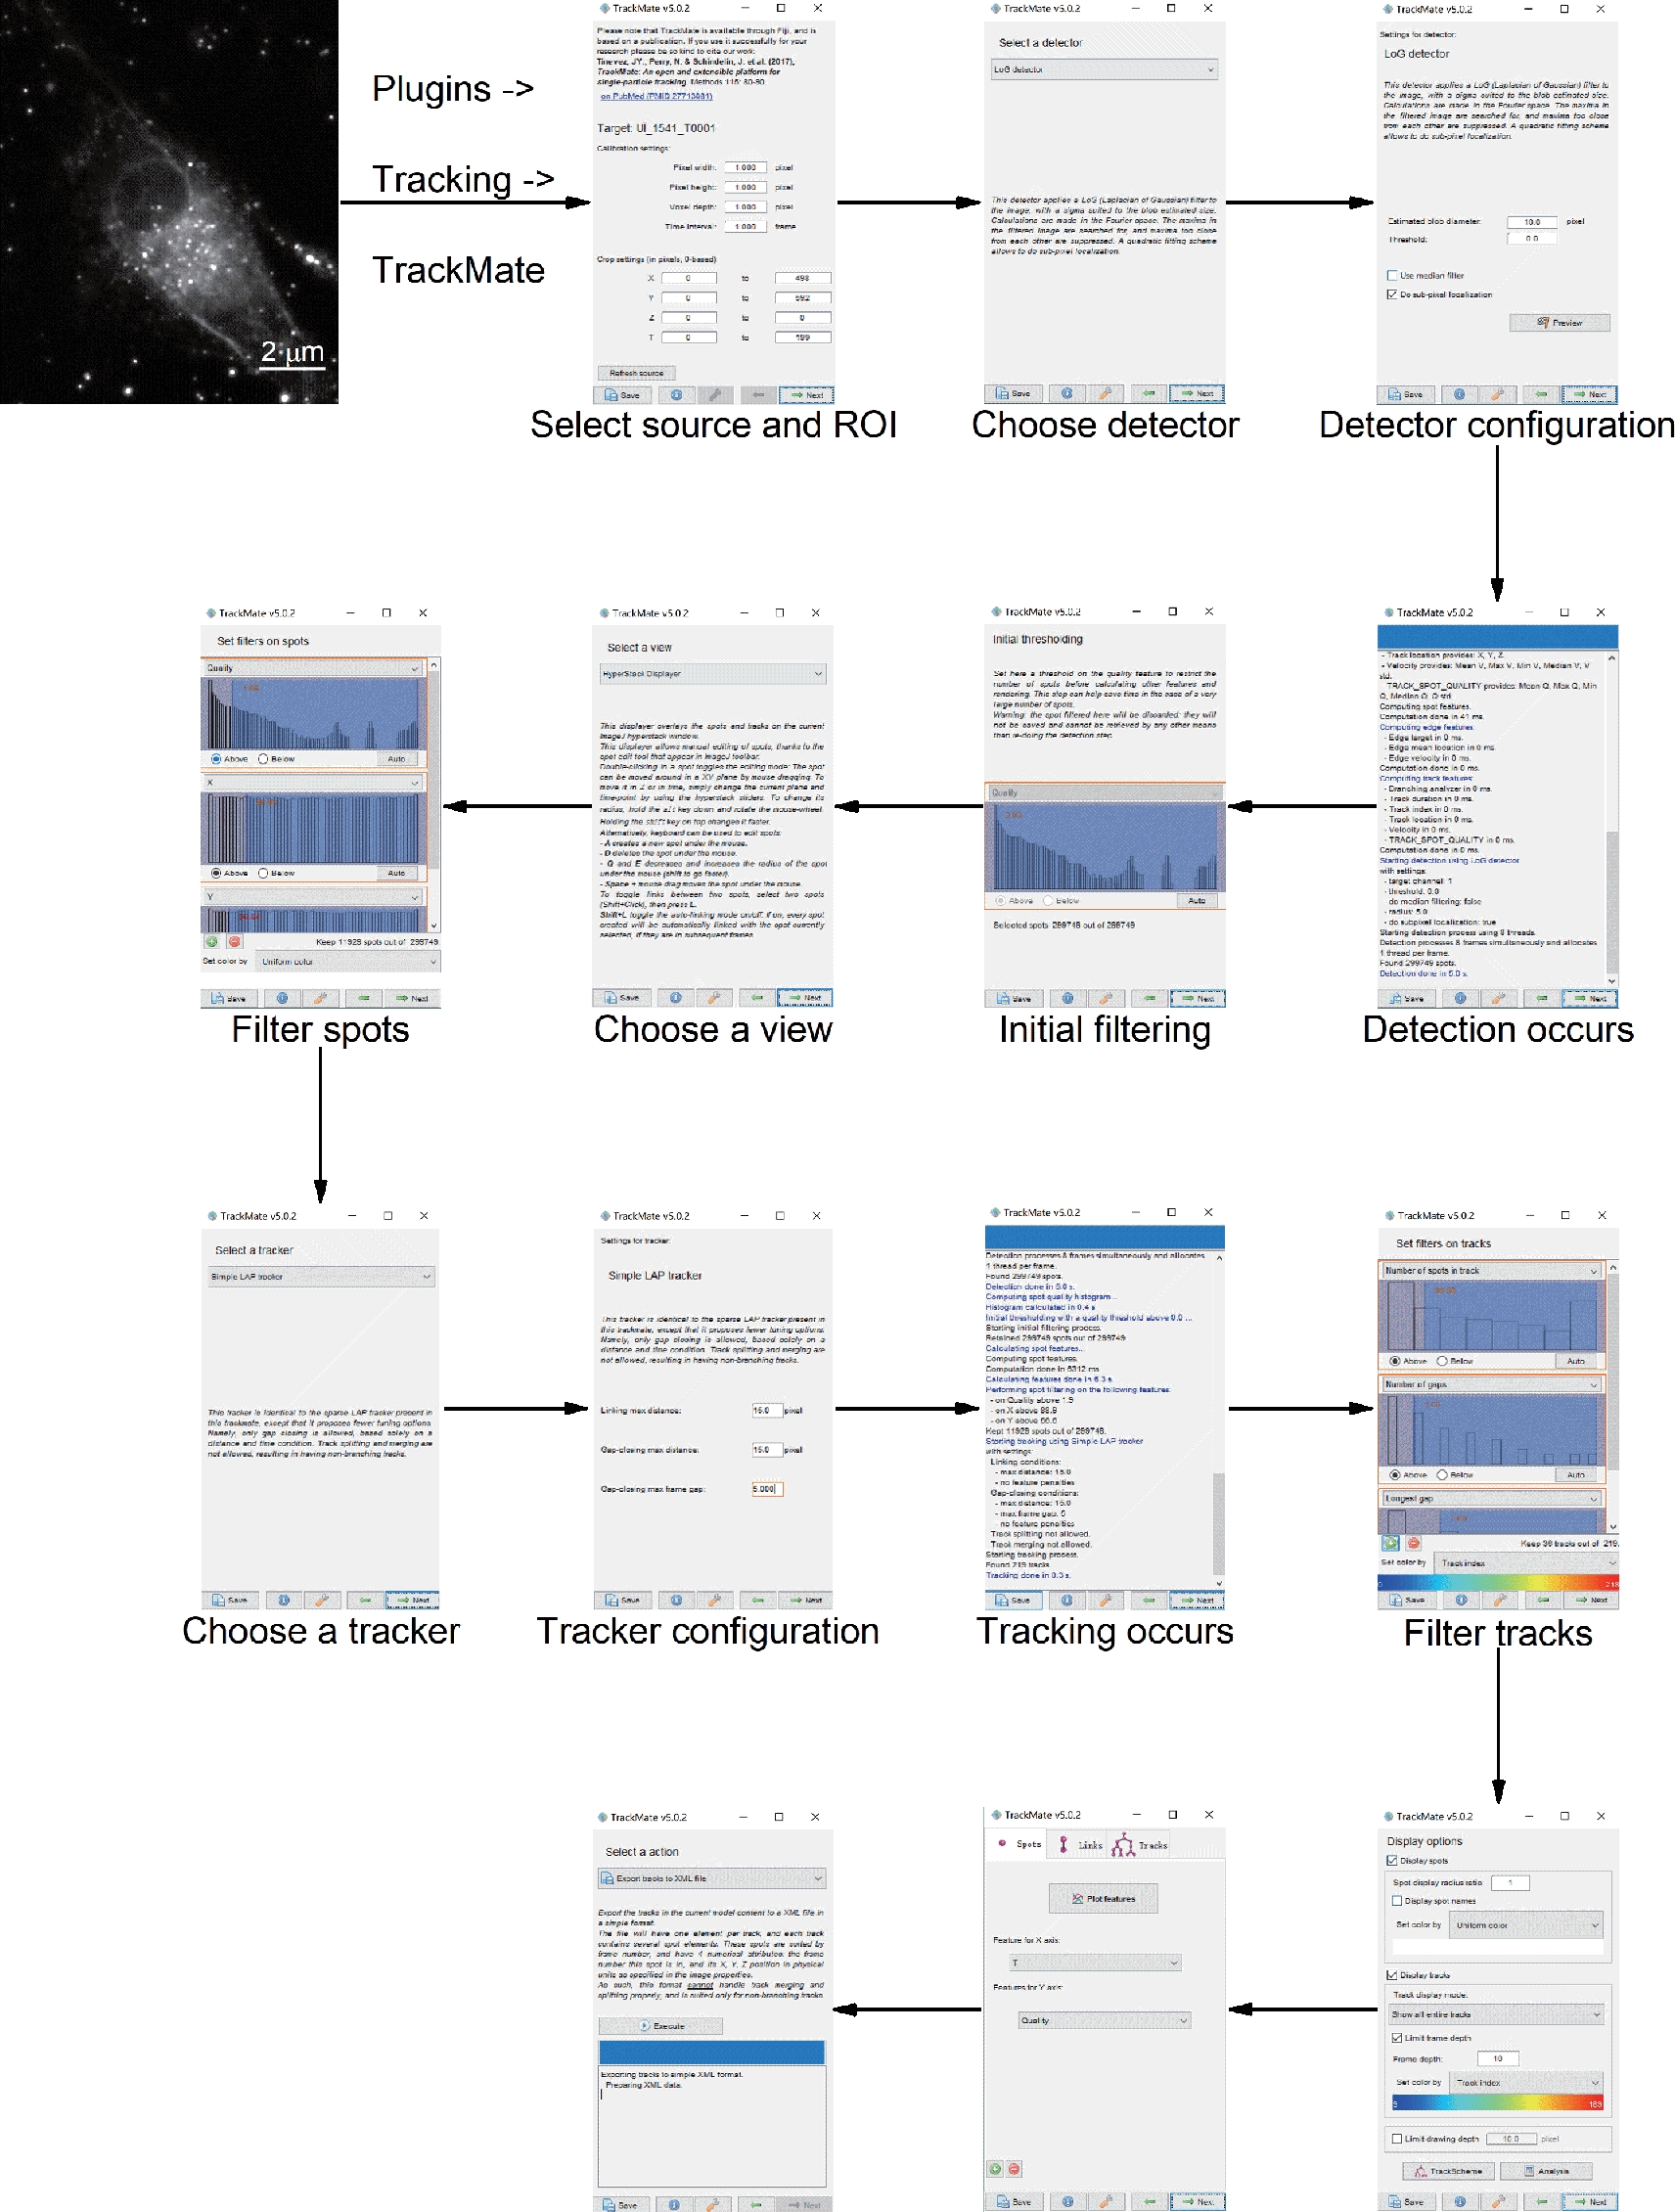 Plugins ->
Tracking ->
TrackMate
2 μm
TrackMate v5.0.2
Please note that TrackMate is available through Fiji, and is
based on a publication. If you use it successfully for your
research please be so kind to cite our work:
Tinevez, JY., Perry, N. & Schindelin, J. et al. (2017),
TrackMate: An open and extensible platform for
single-particle tracking. Methods 115: 80-90.
on PubMed (PMID 27713081)
Target: UI_1541_T0001
Calibration settings:
Pixel width: 1.000 pixel
Pixel height: 1.000 pixel
Voxel depth: 1.000 pixel
Time interval: 1.000 frame
Crop settings (in pixels, 0-based)
X 0 to 498
Y 0 to 592
Z 0 to 0
T 0 to 199
Refresh source
Save Next
Select source and ROI
TrackMate v5.0.2
Select a detector
LoG detector
This detector applies a LoG (Laplacian of Gaussian) filter to
the image, with a sigma suited to the blob estimated size.
Calculations are made in the Fourier space. The maxima in
the filtered image are searched for, and maxima too close
from each other are suppressed. A quadratic fitting scheme
allows to do sub-pixel localization.
Save Next
Choose detector
TrackMate v5.0.2
Settings for detector:
LoG detector
This detector applies a LoG (Laplacian of Gaussian) filter to
the image, with a sigma suited to the blob estimated size.
Calculations are made in the Fourier space. The maxima in
the filtered image are searched for, and maxima too close
from each other are suppressed. A quadratic fitting scheme
allows to do sub-pixel localization.
Estimated blob diameter: 10.0 pixel
Threshold: 0.0
Use median filter
Do sub-pixel localization
Preview
Save Next
Detector configuration
TrackMate v5.0.2
- Track location provides: X, Y, Z
- Velocity provides: Mean V, Max V, Min V, Median V, V
std.
TRACK_SPOT_QUALITY provides: Mean Q, Max Q, Min
Q, Median Q, Q std.
Computing spot features.
Computation done in 41 ms.
Computing edge features:
- Edge target in 0 ms.
- Edge mean location in 0 ms.
- Edge velocity in 0 ms.
Computation done in 0 ms.
Computing track features:
- Branching analyzer in 0 ms.
- Track duration in 0 ms.
- Track index in 0 ms.
- Track location in 0 ms.
- Velocity in 0 ms.
- TRACK_SPOT_QUALITY in 0 ms.
Computation done in 0 ms.
Starting detection using LoG detector
with settings:
- target channel: 1
- threshold: 0.0
- do median filtering: false
- radius: 5.0
- do subpixel localization: true
Starting detection process using 8 threads.
Detection processes 8 frames simultaneously and allocates
1 thread per frame.
Found 299749 spots.
Detection done in 5.0 s.
Save Next
Detection occurs
TrackMate v5.0.2
Initial thresholding
Set here a threshold on the quality feature to restrict the
number of spots before calculating other features and
rendering. This step can help save time in the case of a very
large number of spots.
Warning: the spot filtered here will be discarded: they will
not be saved and cannot be retrieved by any other means
than re-doing the detection step.
Quality
Above Below Auto
Selected spots 299749 out of 299749
Save Next
Initial filtering
TrackMate v5.0.2
Select a view
HyperStack Displayer
This displayer overlays the spots and tracks on the current
ImageJ hyperstack window.
This displayer allows manual editing of spots, thanks to the
spot edit tool that appear in ImageJ toolbar.
Double-clicking in a spot toggles the editing mode: The spot
can be moved around in a XY plane by mouse dragging. To
move it in Z or in time, simply change the current plane and
timepoint by using the hyperstack sliders. To change its
radius, hold the alt key down and rotate the mouse-wheel.
Holding the shift key on top changes it faster.
Alternatively, keyboard can be used to edit spots:
- A creates a new spot under the mouse.
- D deletes the spot under the mouse.
- Q and E decreases and increases the radius of the spot
under the mouse (shift to go faster).
- Space + mouse drag moves the spot under the mouse.
To toggle links between two spots, select two spots
(Shift+Click), then press L.
Shift+L toggle the auto-linking mode on/off. If on, every spot
created will be automatically linked with the spot currently
selected, if they are in subsequent frames.
Save Next
Choose a view
TrackMate v5.0.2
Set filters on spots
Quality
Above Below Auto
X
Above Below Auto
Y
Keep 11928 spots out of 299749
Set color by Uniform color
Save Next
Filter spots
TrackMate v5.0.2
Select a tracker
Simple LAP tracker
This tracker is identical to the sparse LAP tracker present in
this trackmate, except that it proposes fewer tuning options.
Namely, only gap closing is allowed, based solely on a
distance and time condition. Track splitting and merging are
not allowed, resulting in having non-branching tracks.
Save Next
Choose a tracker
TrackMate v5.0.2
Settings for tracker:
Simple LAP tracker
This tracker is identical to the sparse LAP tracker present in
this trackmate, except that it proposes fewer tuning options.
Namely, only gap closing is allowed, based solely on a
distance and time condition. Track splitting and merging are
not allowed, resulting in having non-branching tracks.
Linking max distance: 15.0 pixel
Gap-closing max distance: 15.0 pixel
Gap-closing max frame gap: 5.000
Save Next
Tracker configuration
TrackMate v5.0.2
Detection processes 8 frames simultaneously and allocates
1 thread per frame.
Found 299749 spots.
Detection done in 5.0 s.
Computing spot quality histogram...
Histogram calculated in 0.4 s
Initial thresholding with a quality threshold above 0.0 ...
Starting initial filtering process.
Retained 299749 spots out of 299749
Calculating spot features...
Computing spot features.
Computation done in 6312 ms
Calculating features done in 6.3 s.
Performing spot filtering on the following features:
- on Quality above 1.9
- on X above 88.9
- on Y above 56.6
Kept 11928 spots out of 299749.
Starting tracking using Simple LAP tracker
with settings:
Linking conditions:
- max distance: 15.0
- no feature penalties
Gap-closing conditions:
- max distance: 15.0
- max frame gap: 5
- no feature penalties
Track splitting not allowed.
Track merging not allowed.
Starting tracking process.
Found 219 tracks.
Tracking done in 0.3 s.
Save Next
Tracking occurs
TrackMate v5.0.2
Set filters on tracks
Number of spots in track
Above Below Auto
Number of gaps
Above Below Auto
Longest gap
Keep 36 tracks out of 219.
Set color by Track index
0 218
Save Next
Filter tracks
TrackMate v5.0.2
Display options
Display spots
Spot display radius ratio: 1
Display spot names
Set color by Uniform color
Display tracks
Track display mode:
Show all entire tracks
Limit frame depth
Frame depth: 10
Set color by Track index
189
Limit drawing depth 10.0 pixel
TrackScheme Analysis
Save Next
TrackMate v5.0.2
Spots Links Tracks
Plot features
Feature for X axis:
T
Features for Y axis:
Quality
Save Next
TrackMate v5.0.2
Select a action
Export tracks to XML file
Export the tracks in the current model content to a XML file in
a simple format.
The file will have one element per track, and each track
contains several spot elements. These spots are sorted by
frame number, and have 4 numerical attributes: the frame
number this spot is in, and its X, Y, Z position in physical
units as specified in the image properties.
As such, this format cannot handle track merging and
splitting properly, and is suited only for non-branching tracks.
Execute
Exporting tracks to simple XML format.
Preparing XML data.
Save Next